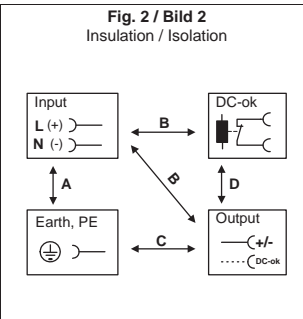 Fig. 2 / Bild 2
Insulation / Isolation
Input
L (+)
N (-)
DC-ok
B
A
B
D
Earth, PE
C
Output
+/-
DC-ok